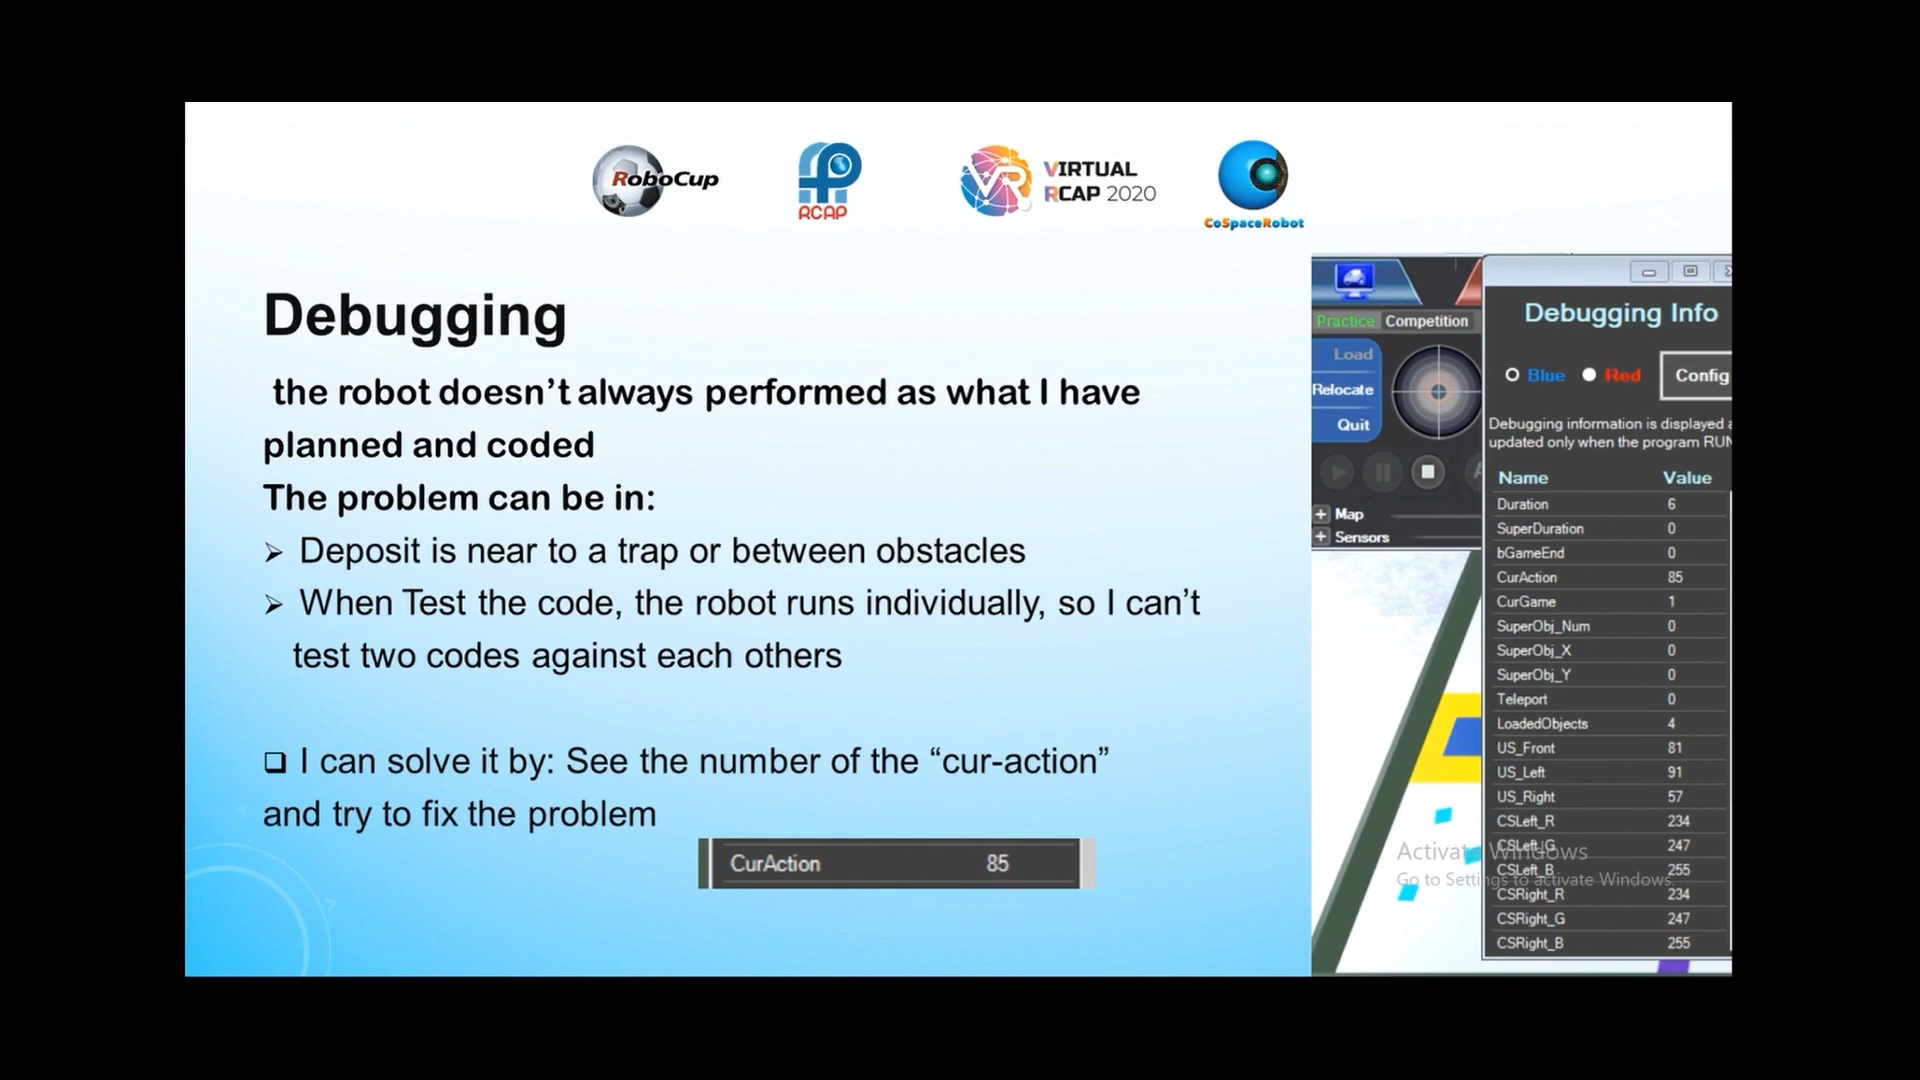 RoboCup
RCAP
VR
VIRTUAL
RCAP 2020
CoSpaceRobot
Debugging
the robot doesn’t always performed as what I have
planned and coded
The problem can be in:
➢ Deposit is near to a trap or between obstacles
➢ When Test the code, the robot runs individually, so I can’t
test two codes against each others
❑ I can solve it by: See the number of the “cur-action”
and try to fix the problem
CurAction 85
Practice Competition
Load
Relocate
Quit
+ Map
+ Sensors
Debugging Info
Blue Red Config
Debugging information is displayed
updated only when the program RUN
Name Value
Duration 6
SuperDuration 0
bGameEnd 0
CurAction 85
CurGame 1
SuperObj_Num 0
SuperObj_X 0
SuperObj_Y 0
Teleport 0
LoadedObjects 4
US_Front 81
US_Left 91
US_Right 57
CSLeft_R 234
CSLeft_G 247
CSLeft_B 255
CSRight_R 234
CSRight_G 247
CSRight_B 255
Activate Windows
Go to Settings to activate Windows.